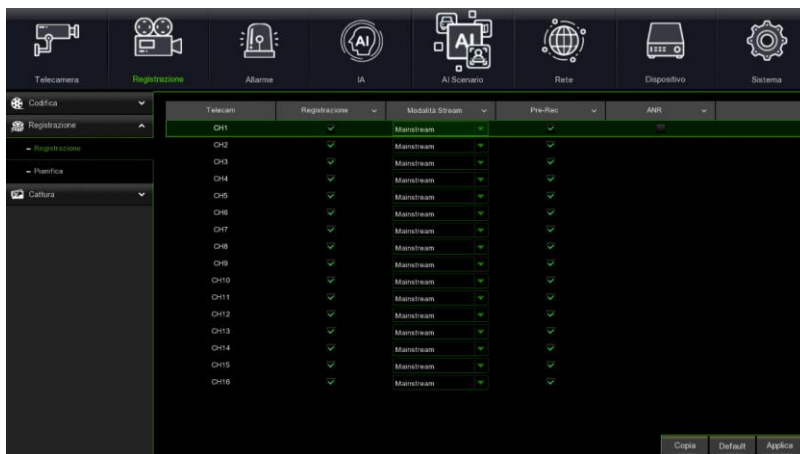 AI
AI
Telecamera Registrazione Allarme IA AI Scenario Rete Dispositivo Sistema
Codifica
Registrazione
– Registrazione
– Pianifica
Cattura
Telecam Registrazione Modalità Stream Pre-Rec ANR
CH1 Mainstream
CH2 Mainstream
CH3 Mainstream
CH4 Mainstream
CH5 Mainstream
CH6 Mainstream
CH7 Mainstream
CH8 Mainstream
CH9 Mainstream
CH10 Mainstream
CH11 Mainstream
CH12 Mainstream
CH13 Mainstream
CH14 Mainstream
CH15 Mainstream
CH16 Mainstream
Copia Default Applica